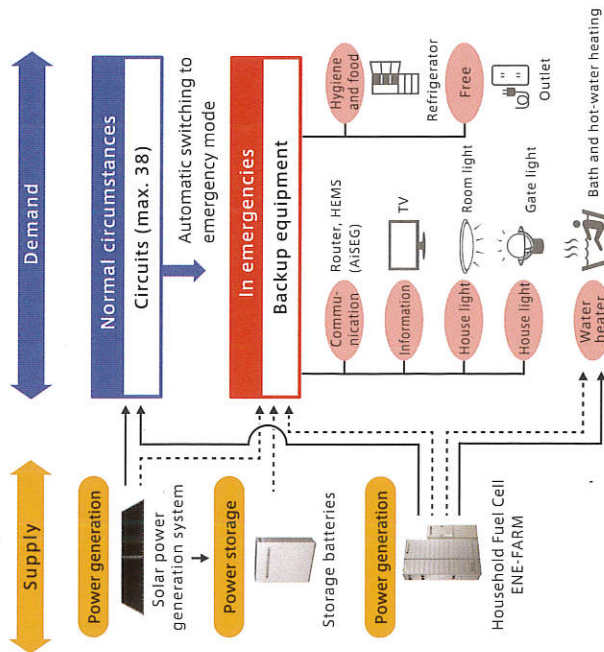 Supply
Demand
Power generation
Solar power
generation system
Power storage
Storage batteries
Power generation
Household Fuel Cell
ENE-FARM
Normal circumstances
Circuits (max. 38)
Automatic switching to
emergency mode
In emergencies
Backup equipment
Commu-
nication
Router, HEMS
(AiSEG)
Information
TV
House light
Room light
House light
Gate light
Hygiene
and food
Refrigerator
Free
Outlet
Water
heater
Bath and hot-water heating